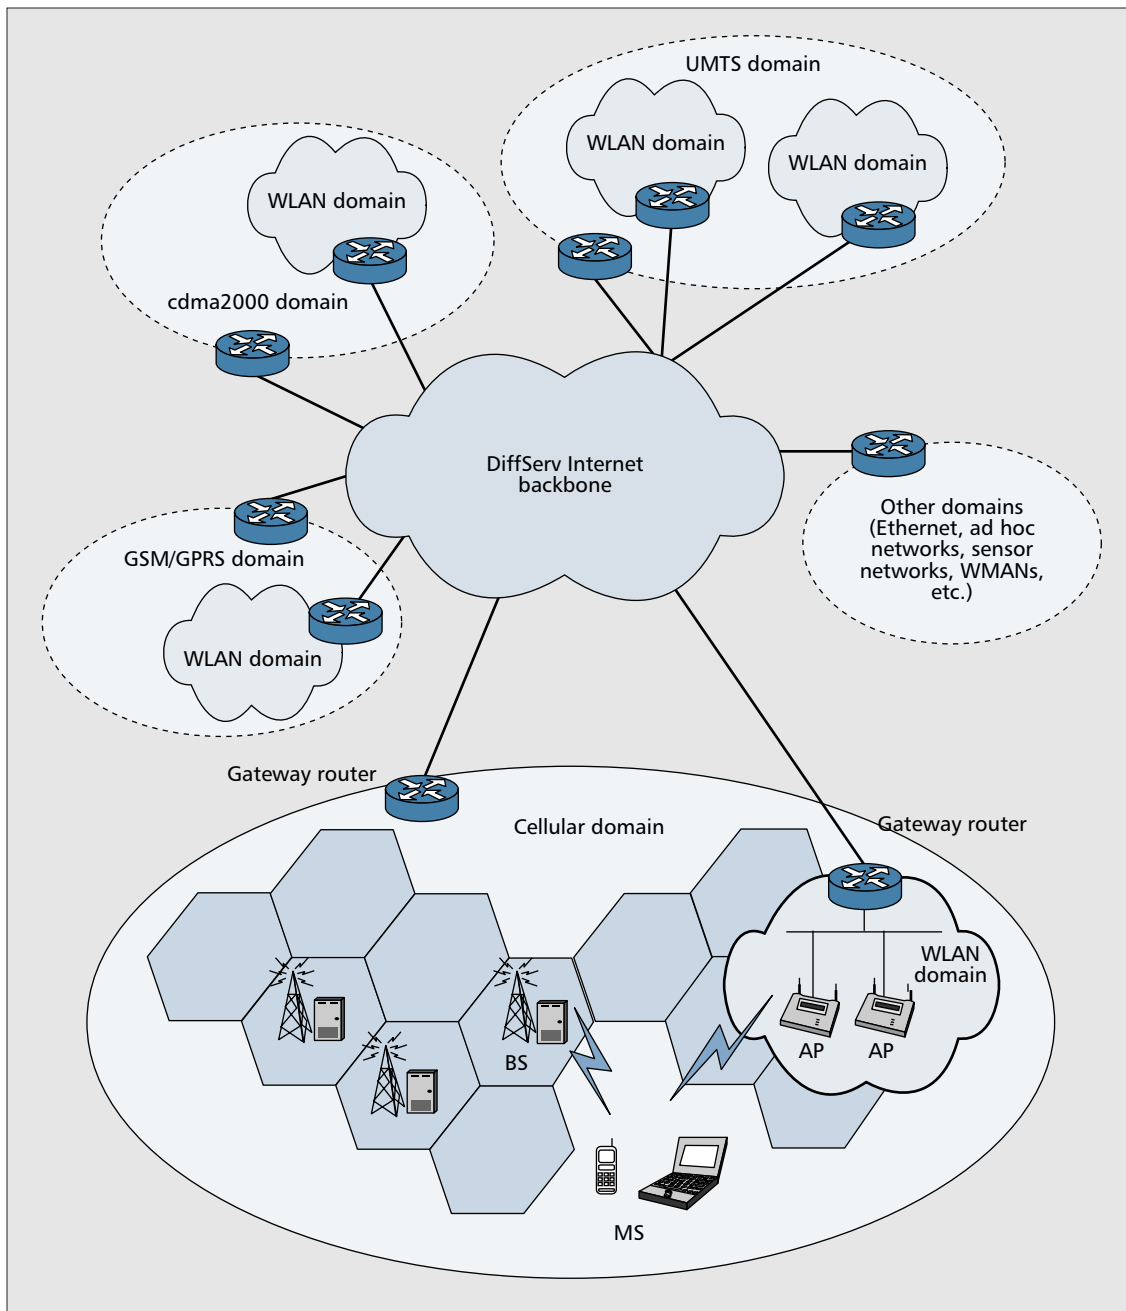 UMTS domain
WLAN domain
WLAN domain
WLAN domain
cdma2000 domain
DiffServ Internet
backbone
Other domains
(Ethernet, ad hoc
networks, sensor
networks, WMANs,
etc.)
GSM/GPRS domain
WLAN domain
Gateway router
Cellular domain
Gateway router
WLAN
domain
AP
AP
BS
MS